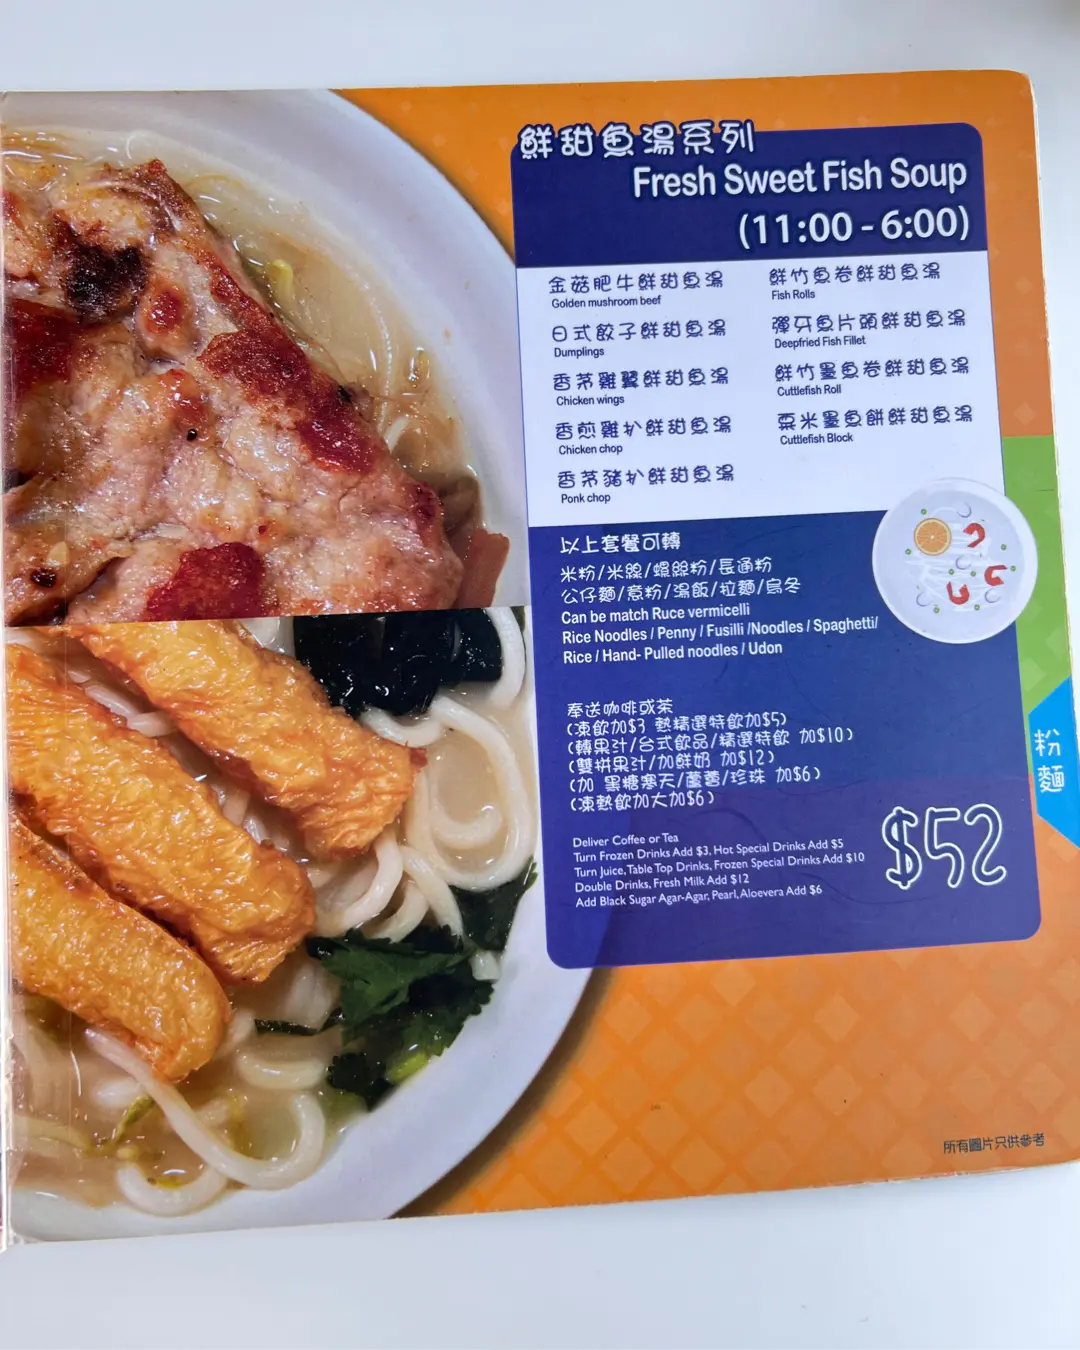 鮮甜魚湯系列
Fresh Sweet Fish Soup
(11:00 - 6:00)
金菇肥牛鮮甜魚湯
Golden mushroom beef
日式餃子鮮甜魚湯
Dumplings
香茅雞翼鮮甜魚湯
Chicken wings
香煎雞扒鮮甜魚湯
Chicken chop
香茅豬扒鮮甜魚湯
Ponk chop
鮮竹魚卷鮮甜魚湯
Fish Rolls
彈牙魚片頭鮮甜魚湯
Deepfried Fish Fillet
鮮竹墨魚卷鮮甜魚湯
Cuttlefish Roll
粟米墨魚餅鮮甜魚湯
Cuttlefish Block
以上套餐可轉
米粉/米線/螺絲粉/長通粉
公仔麵/意粉/湯飯/拉麵/烏冬
Can be match Ruce vermicelli
Rice Noodles / Penny / Fusilli /Noodles / Spaghetti/
Rice / Hand- Pulled noodles / Udon
奉送咖啡或茶
(凍飲加$3 熱精選特飲加$5)
(轉果汁/台式飲品/精選特飲 加$10)
(雙拼果汁/加鮮奶 加$12)
(加 黑糖寒天/蘆薈/珍珠 加$6)
(凍熱飲加大加$6)
Deliver Coffee or Tea
Turn Frozen Drinks Add $3, Hot Special Drinks Add $5
Turn Juice, Table Top Drinks, Frozen Special Drinks Add $10
Double Drinks, Fresh Milk Add $12
Add Black Sugar Agar-Agar, Pearl, Aloevera Add $6
$52
粉
麵
所有圖片只供參考